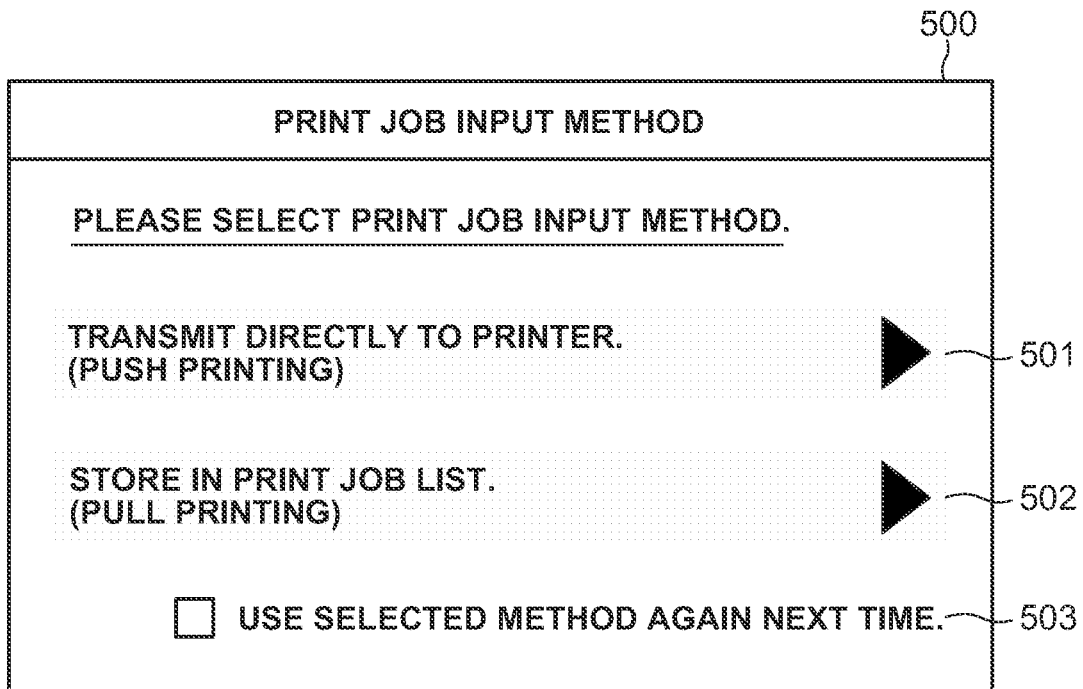 500
PRINT JOB INPUT METHOD
PLEASE SELECT PRINT JOB INPUT METHOD.
TRANSMIT DIRECTLY TO PRINTER.
(PUSH PRINTING)
501
STORE IN PRINT JOB LIST.
(PULL PRINTING)
502
USE SELECTED METHOD AGAIN NEXT TIME.
503